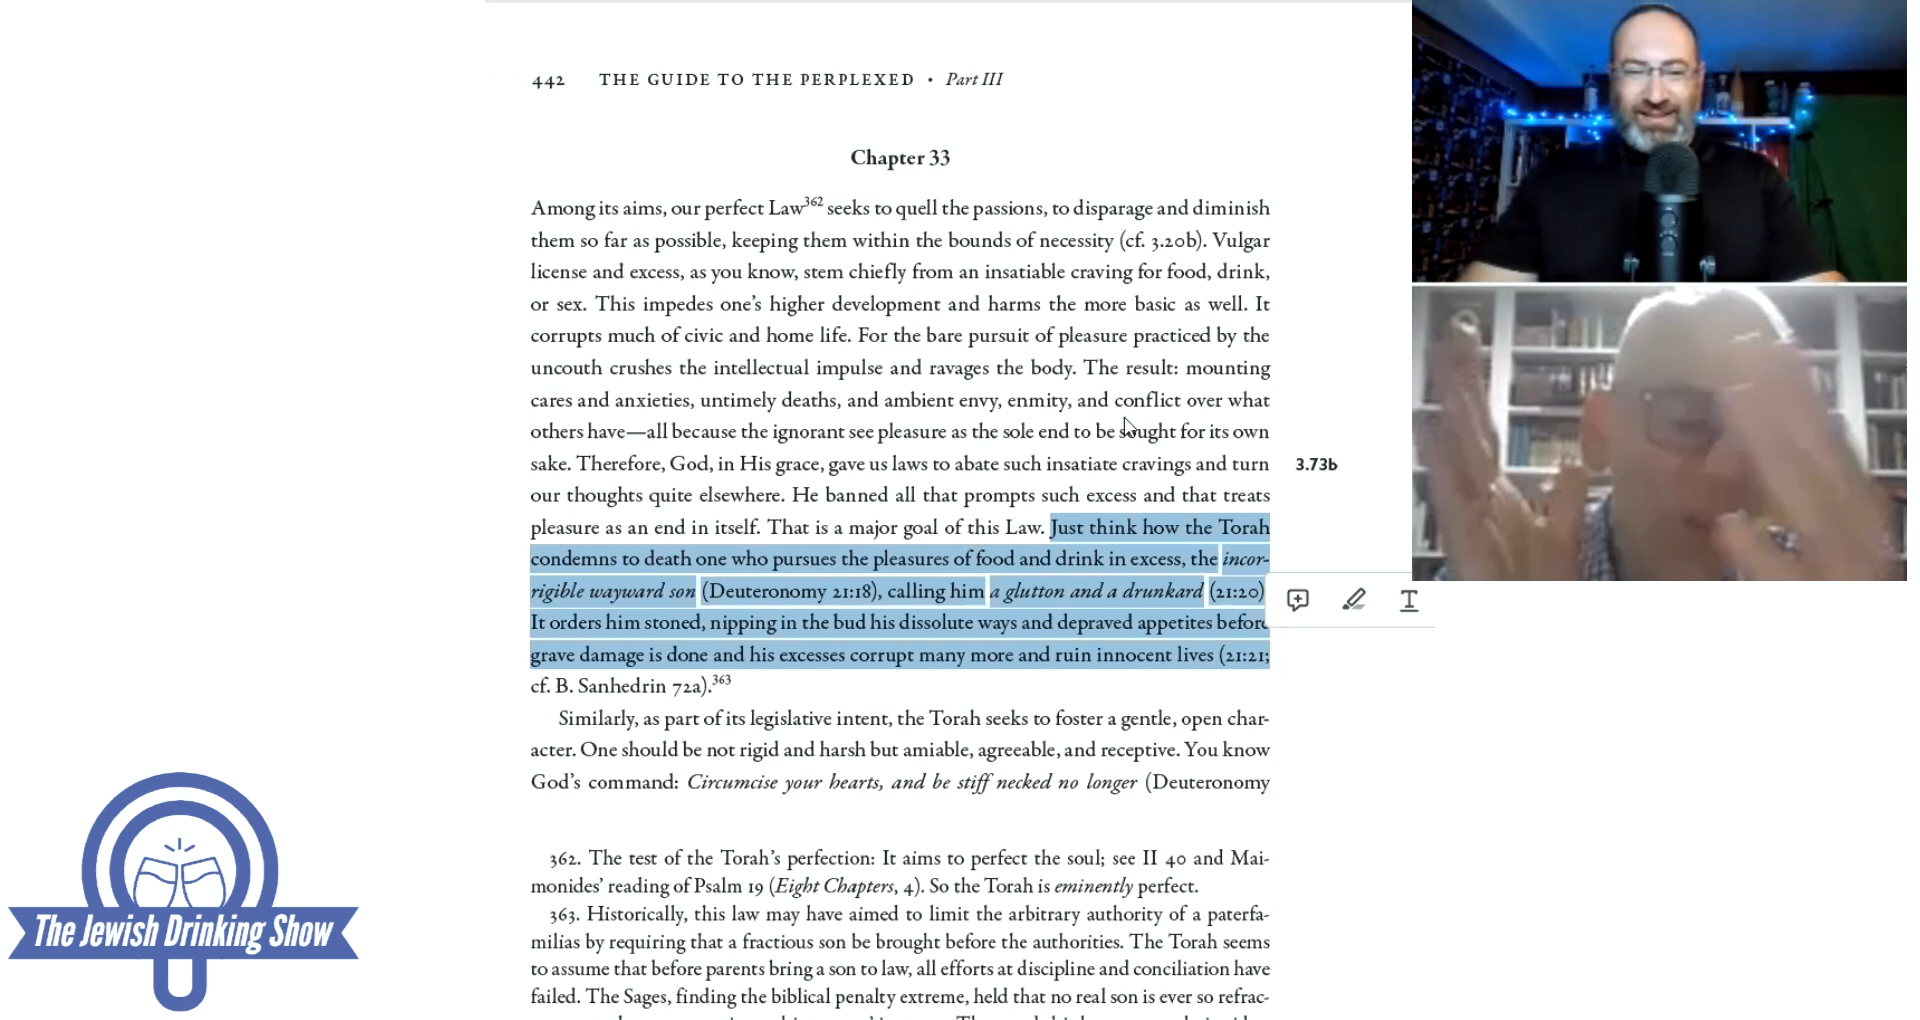 442 THE GUIDE TO THE PERPLEXED • Part III
Chapter 33
Among its aims, our perfect Law362 seeks to quell the passions, to disparage and diminish
them so far as possible, keeping them within the bounds of necessity (cf. 3.20b). Vulgar
license and excess, as you know, stem chiefly from an insatiable craving for food, drink,
or sex. This impedes one's higher development and harms the more basic as well. It
corrupts much of civic and home life. For the bare pursuit of pleasure practiced by the
uncouth crushes the intellectual impulse and ravages the body. The result: mounting
cares and anxieties, untimely deaths, and ambient envy, enmity, and conflict over what
others have—all because the ignorant see pleasure as the sole end to be sought for its own
sake. Therefore, God, in His grace, gave us laws to abate such insatiate cravings and turn
3.73b
our thoughts quite elsewhere. He banned all that prompts such excess and that treats
pleasure as an end in itself. That is a major goal of this Law. Just think how the Torah
condemns to death one who pursues the pleasures of food and drink in excess, the incor-
rigible wayward son (Deuteronomy 21:18), calling him a glutton and a drunkard (21:20)
It orders him stoned, nipping in the bud his dissolute ways and depraved appetites before
grave damage is done and his excesses corrupt many more and ruin innocent lives (21:21;
cf. B. Sanhedrin 72a).363
Similarly, as part of its legislative intent, the Torah seeks to foster a gentle, open char-
acter. One should be not rigid and harsh but amiable, agreeable, and receptive. You know
God's command: Circumcise your hearts, and be stiff necked no longer (Deuteronomy
362. The test of the Torah's perfection: It aims to perfect the soul; see II 40 and Mai-
monides' reading of Psalm 19 (Eight Chapters, 4). So the Torah is eminently perfect.
363. Historically, this law may have aimed to limit the arbitrary authority of a paterfa-
milias by requiring that a fractious son be brought before the authorities. The Torah seems
to assume that before parents bring a son to law, all efforts at discipline and conciliation have
failed. The Sages, finding the biblical penalty extreme, held that no real son is ever so refrac-
The Jewish Drinking Show